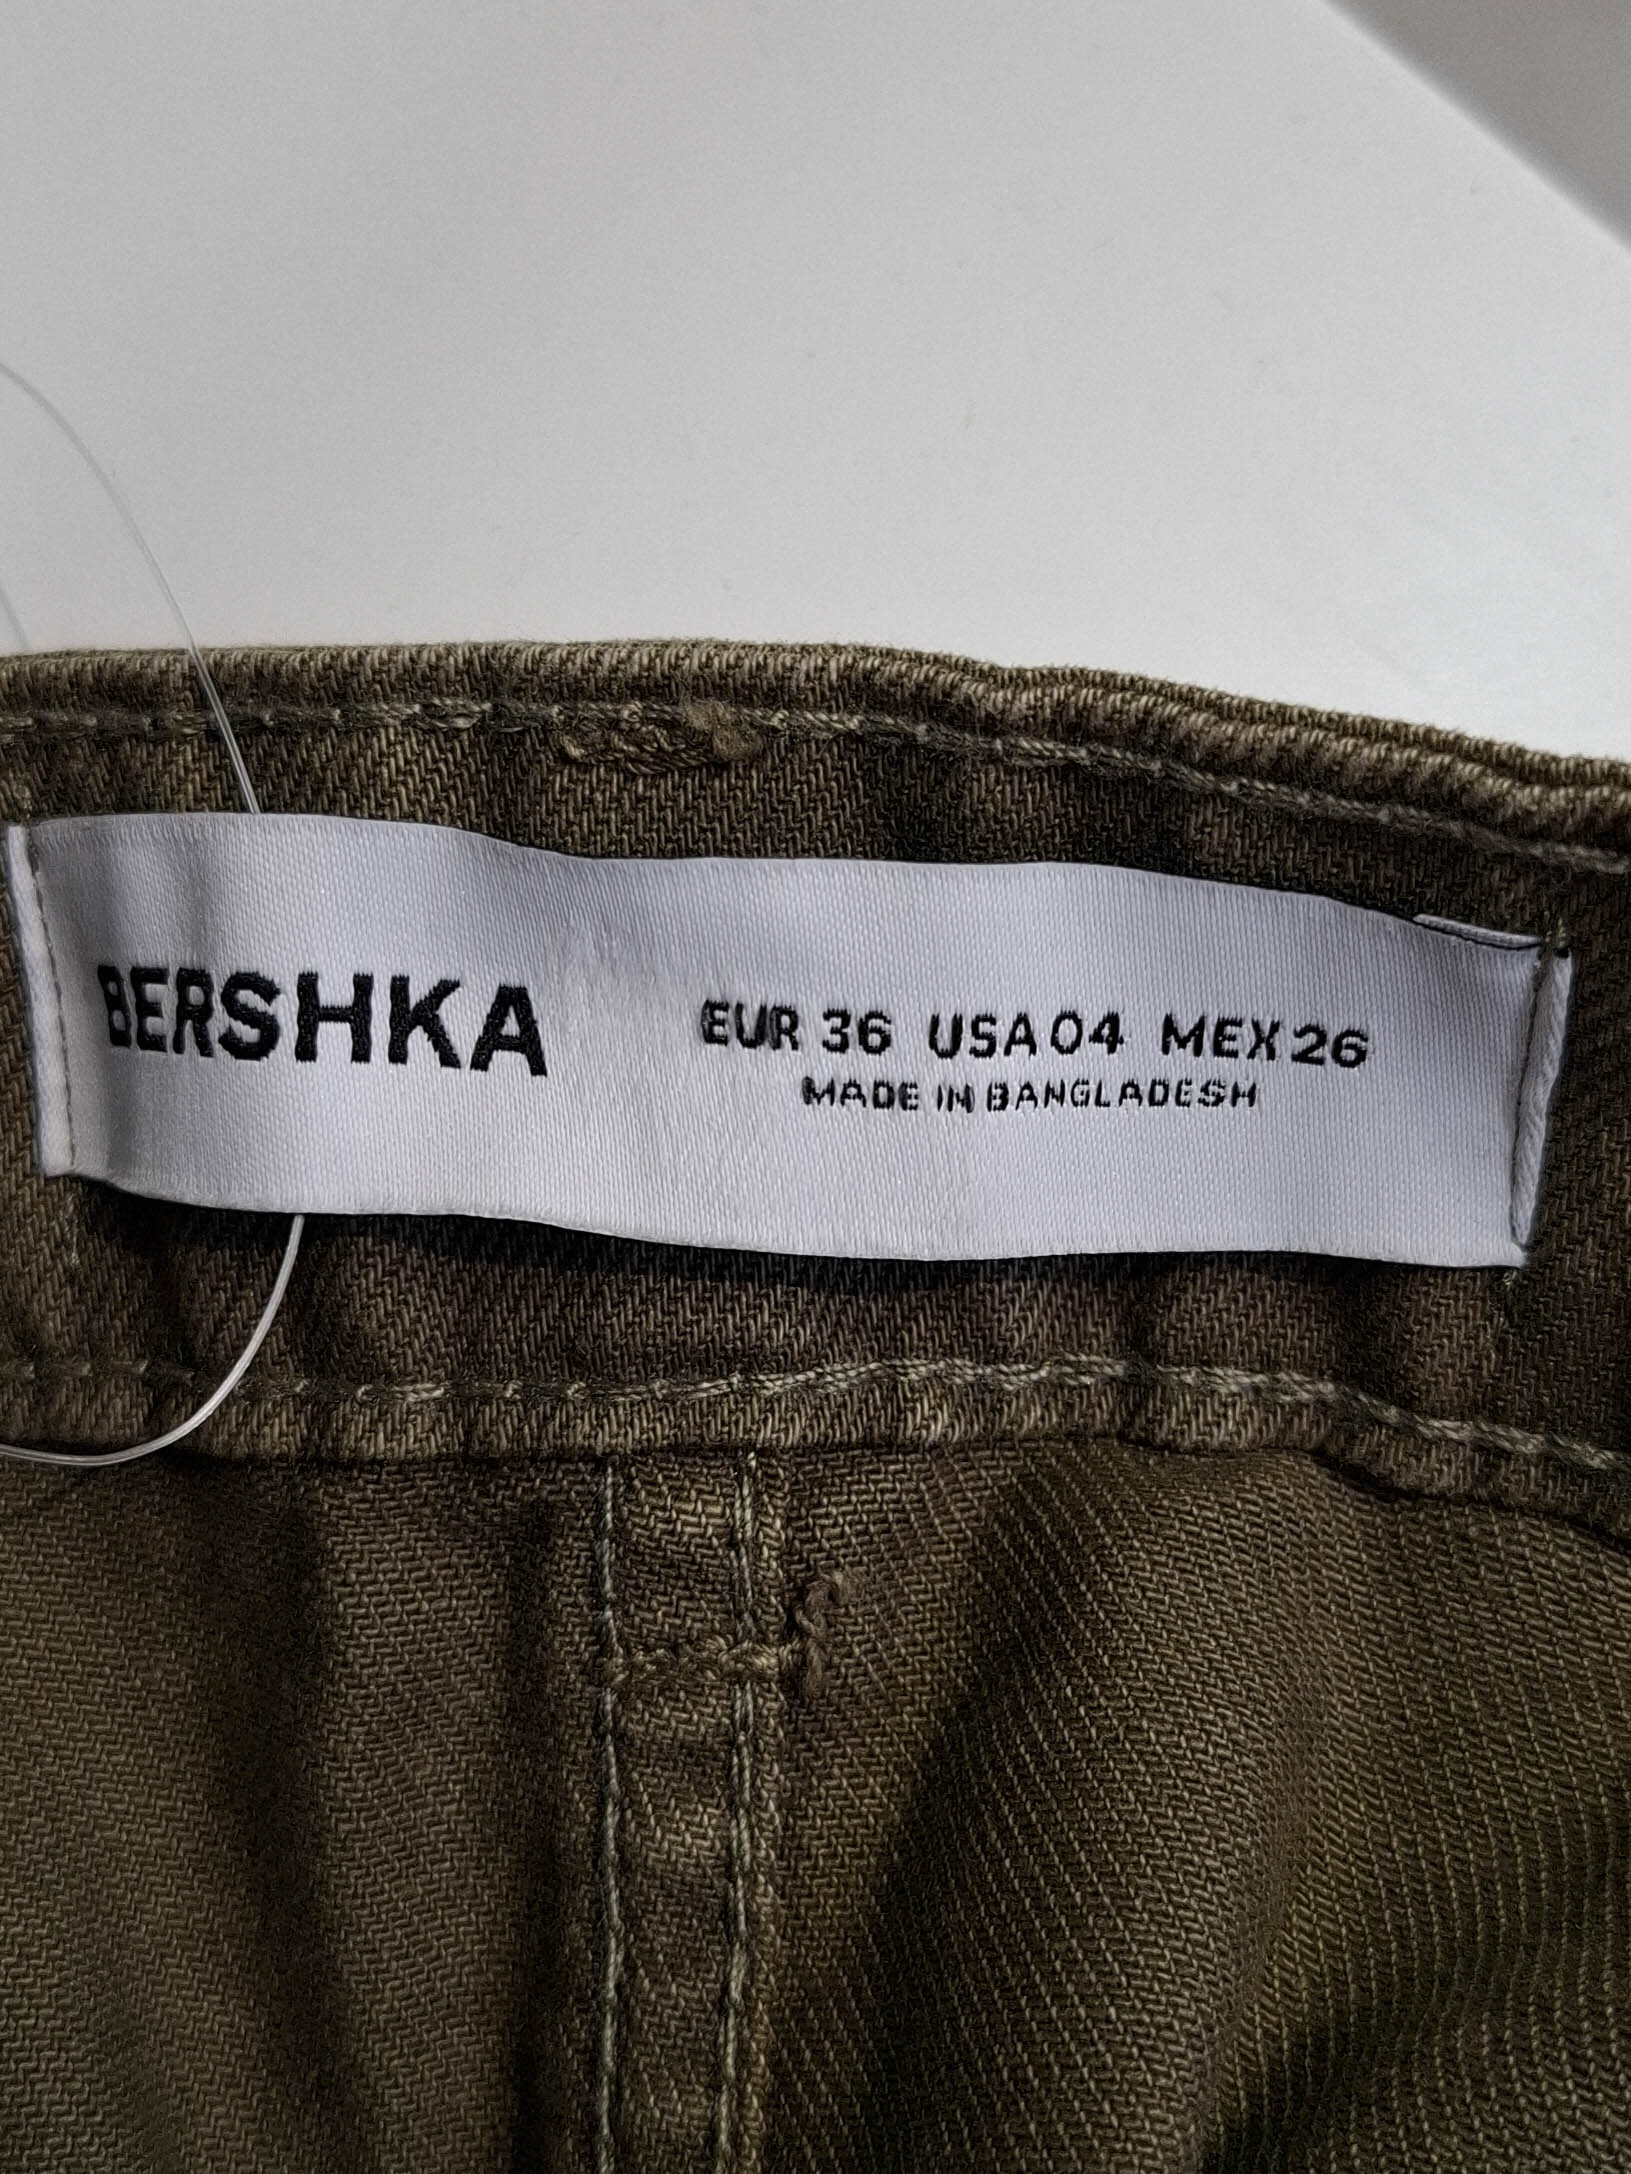 BERSHKA
EUR 36 USA 04 MEX 26
MADE IN BANGLADESH